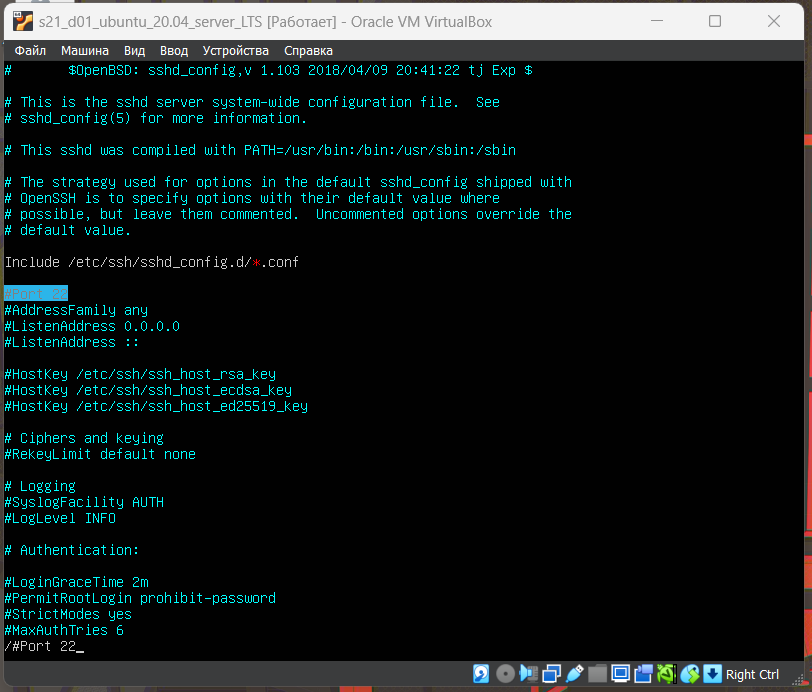 s21_d01_ubuntu_20.04_server_LTS [Работает] - Oracle VM VirtualBox
Файл Машина Вид Ввод Устройства Справка
#       $OpenBSD: sshd_config,v 1.103 2018/04/09 20:41:22 tj Exp $
# This is the sshd server system-wide configuration file.  See
# sshd_config(5) for more information.
# This sshd was compiled with PATH=/usr/bin:/bin:/usr/sbin:/sbin
# The strategy used for options in the default sshd_config shipped with
# OpenSSH is to specify options with their default value where
# possible, but leave them commented.  Uncommented options override the
# default value.
Include /etc/ssh/sshd_config.d/*.conf
#Port 22
#AddressFamily any
#ListenAddress 0.0.0.0
#ListenAddress ::
#HostKey /etc/ssh/ssh_host_rsa_key
#HostKey /etc/ssh/ssh_host_ecdsa_key
#HostKey /etc/ssh/ssh_host_ed25519_key
# Ciphers and keying
#RekeyLimit default none
# Logging
#SyslogFacility AUTH
#LogLevel INFO
# Authentication:
#LoginGraceTime 2m
#PermitRootLogin prohibit-password
#StrictModes yes
#MaxAuthTries 6
/#Port 22_
Right Ctrl